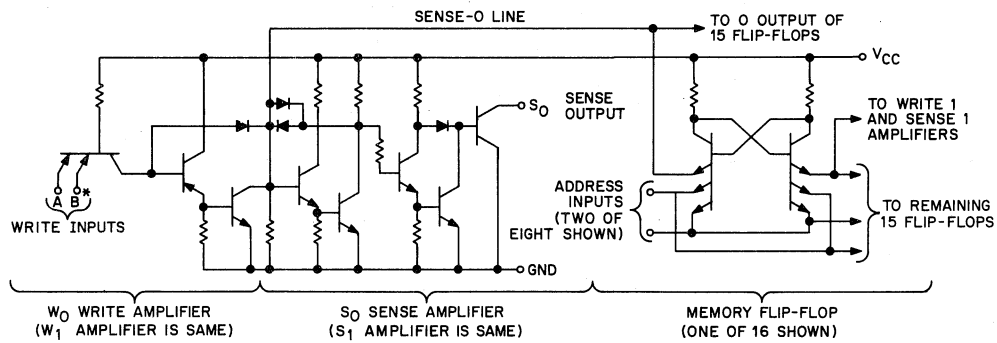 SENSE-0 LINE
TO 0 OUTPUT OF
15 FLIP-FLOPS
VCC
S0
SENSE
OUTPUT
TO WRITE 1
AND SENSE 1
AMPLIFIERS
A B*
WRITE INPUTS
ADDRESS
INPUTS
(TWO OF
EIGHT SHOWN)
TO REMAINING
15 FLIP-FLOPS
GND
W0 WRITE AMPLIFIER
(W1 AMPLIFIER IS SAME)
S0 SENSE AMPLIFIER
(S1 AMPLIFIER IS SAME)
MEMORY FLIP-FLOP
(ONE OF 16 SHOWN)